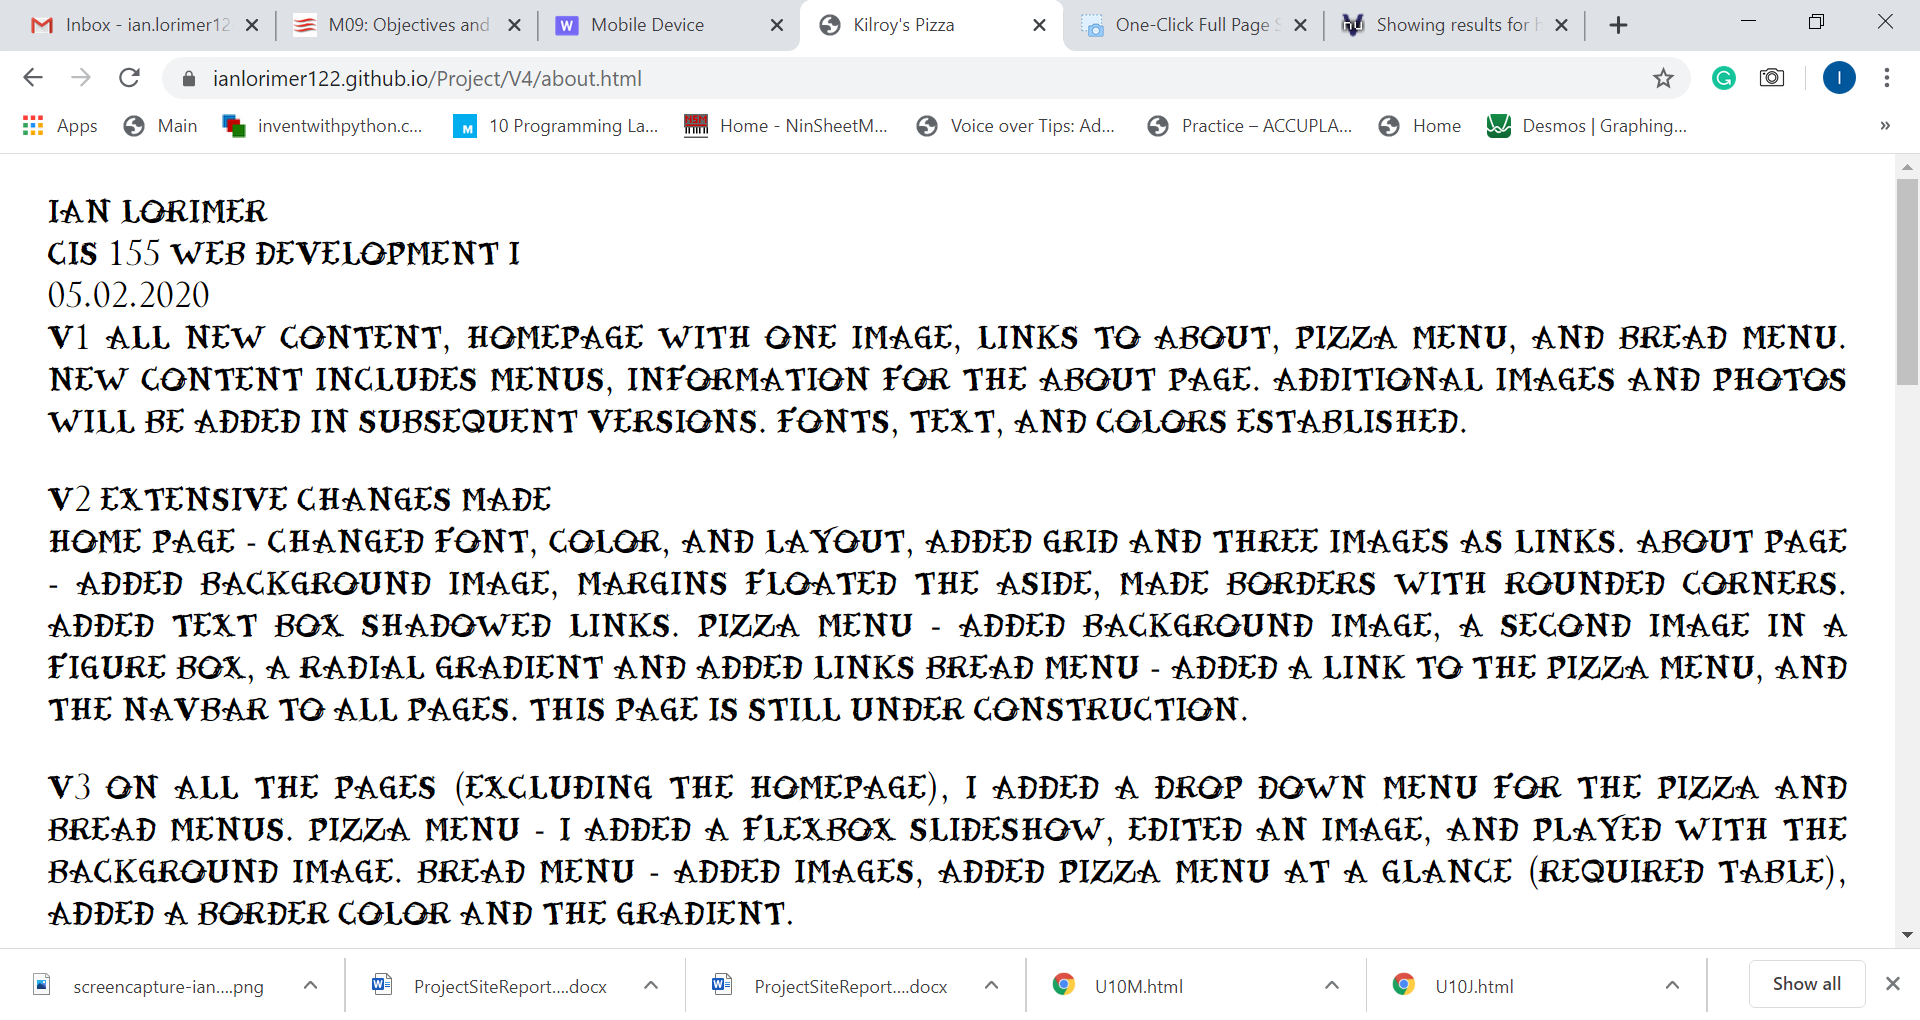 Inbox - ian.lorimer12
M09: Objectives and
Mobile Device
Kilroy's Pizza
One-Click Full Page S
Showing results for h
ianlorimer122.github.io/Project/V4/about.html
Apps
Main
inventwithpython.c...
10 Programming La...
Home - NinSheetM...
Voice over Tips: Ad...
Practice – ACCUPLA...
Home
Desmos | Graphing...
»
IAN LORIMER
CIS 155 WEB DEVELOPMENT I
05.02.2020
V1 ALL NEW CONTENT, HOMEPAGE WITH ONE IMAGE, LINKS TO ABOUT, PIZZA MENU, AND BREAD MENU.
NEW CONTENT INCLUDES MENUS, INFORMATION FOR THE ABOUT PAGE. ADDITIONAL IMAGES AND PHOTOS
WILL BE ADDED IN SUBSEQUENT VERSIONS. FONTS, TEXT, AND COLORS ESTABLISHED.
V2 EXTENSIVE CHANGES MADE
HOME PAGE - CHANGED FONT, COLOR, AND LAYOUT, ADDED GRID AND THREE IMAGES AS LINKS. ABOUT PAGE
- ADDED BACKGROUND IMAGE, MARGINS FLOATED THE ASIDE, MADE BORDERS WITH ROUNDED CORNERS.
ADDED TEXT BOX SHADOWED LINKS. PIZZA MENU - ADDED BACKGROUND IMAGE, A SECOND IMAGE IN A
FIGURE BOX, A RADIAL GRADIENT AND ADDED LINKS BREAD MENU - ADDED A LINK TO THE PIZZA MENU, AND
THE NAVBAR TO ALL PAGES. THIS PAGE IS STILL UNDER CONSTRUCTION.
V3 ON ALL THE PAGES (EXCLUDING THE HOMEPAGE), I ADDED A DROP DOWN MENU FOR THE PIZZA AND
BREAD MENUS. PIZZA MENU - I ADDED A FLEXBOX SLIDESHOW, EDITED AN IMAGE, AND PLAYED WITH THE
BACKGROUND IMAGE. BREAD MENU - ADDED IMAGES, ADDED PIZZA MENU AT A GLANCE (REQUIRED TABLE),
ADDED A BORDER COLOR AND THE GRADIENT.
screencapture-ian....png
ProjectSiteReport....docx
ProjectSiteReport....docx
U10M.html
U10J.html
Show all